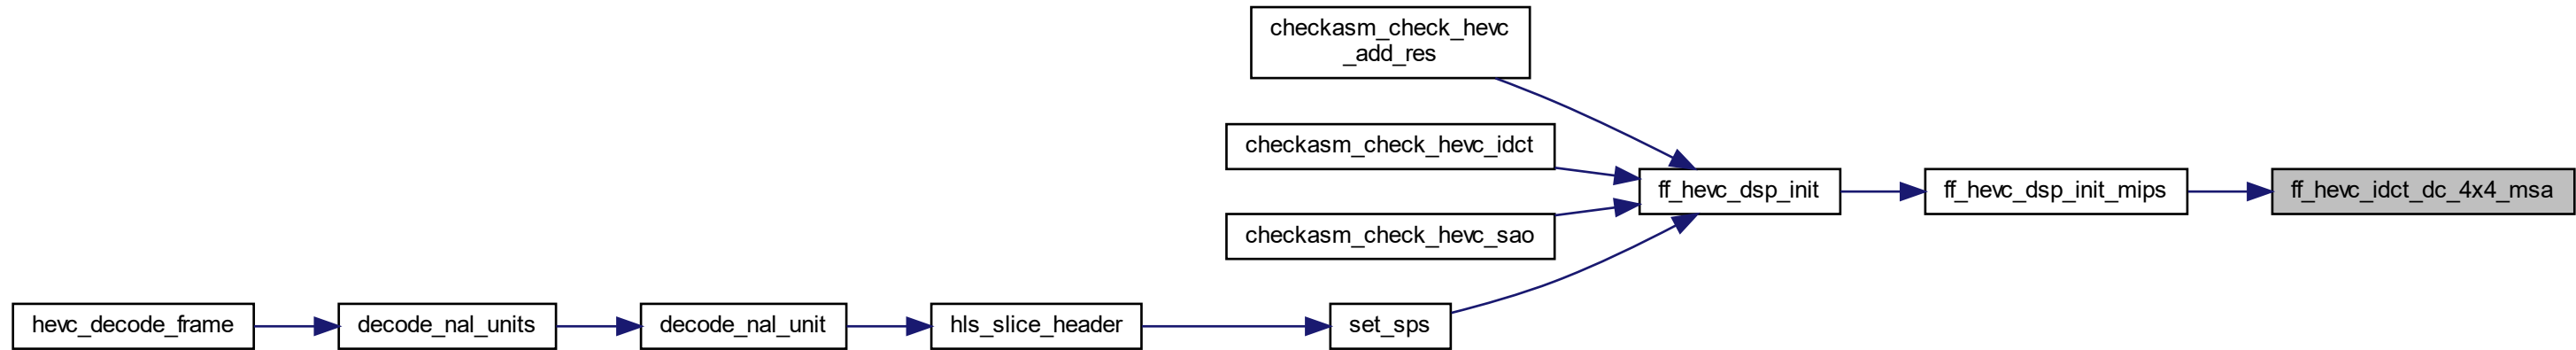 checkasm_check_hevc
_add_res
checkasm_check_hevc_idct
ff_hevc_dsp_init
ff_hevc_dsp_init_mips
ff_hevc_idct_dc_4x4_msa
checkasm_check_hevc_sao
hevc_decode_frame
decode_nal_units
decode_nal_unit
hls_slice_header
set_sps